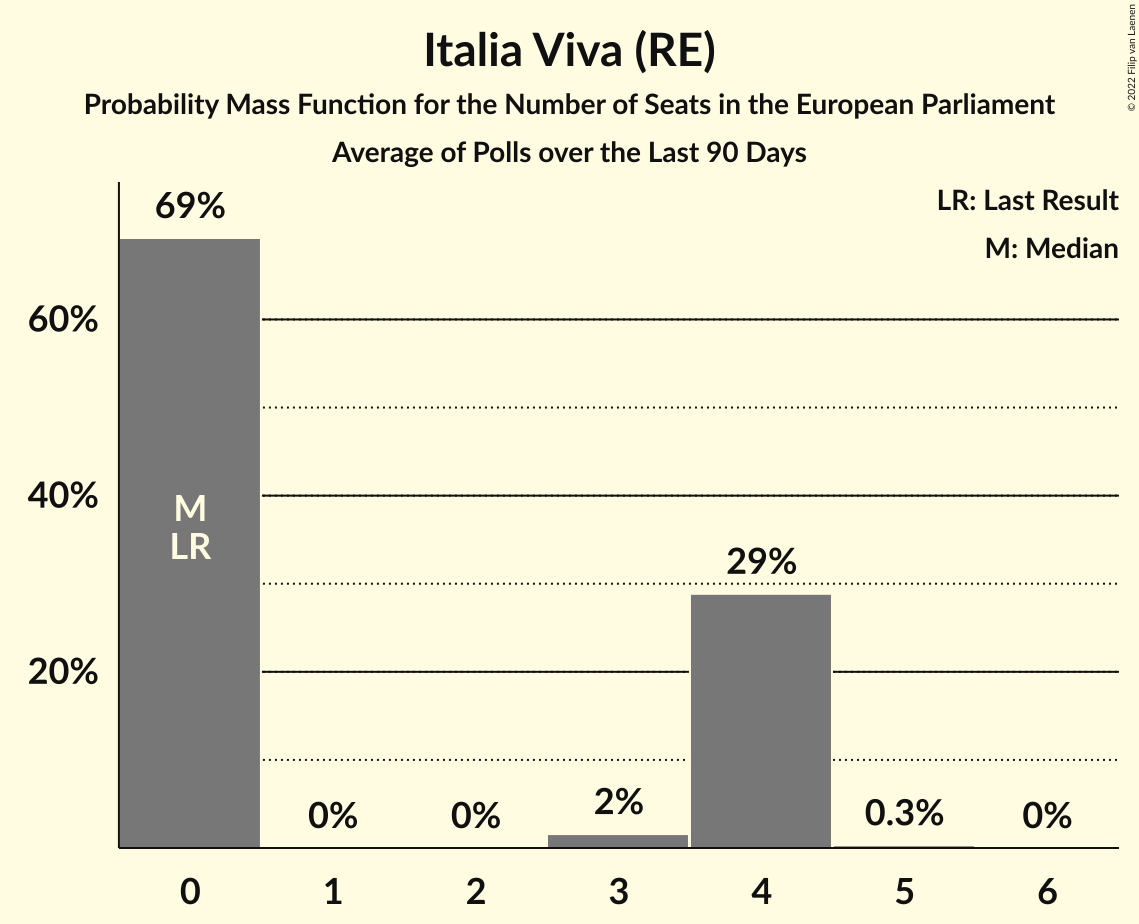 Italia Viva (RE)
Probability Mass Function for the Number of Seats in the European Parliament
Average of Polls over the Last 90 Days
© 2022 Filip van Laenen
LR: Last Result
M: Median
69%
60%
40%
20%
M
LR
0%
0%
2%
29%
0.3%
0%
0 1 2 3 4 5 6